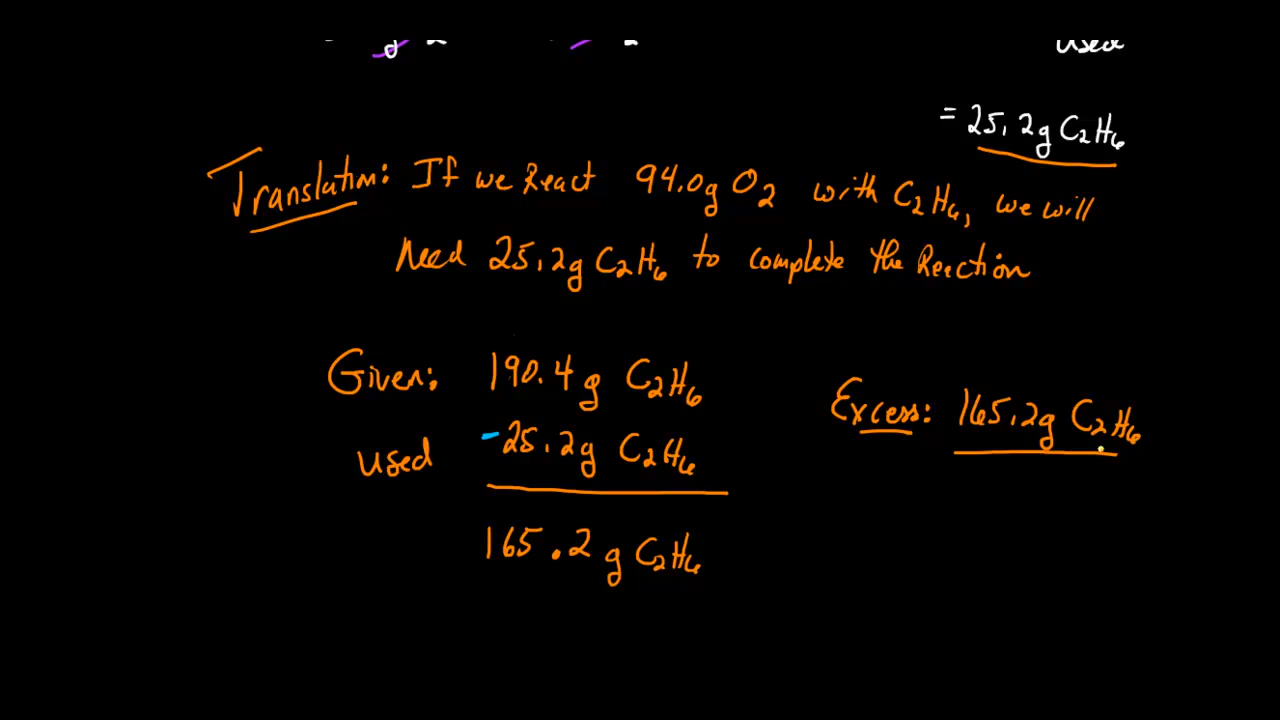 used
= 25.2g C2H6
Translation: If we React 94.0g O2 with C2H6, we will
Need 25.2g C2H6 to complete the Reaction
Given: 190.4g C2H6
used -25.2g C2H6
Excess: 165.2g C2H6
165.2g C2H6